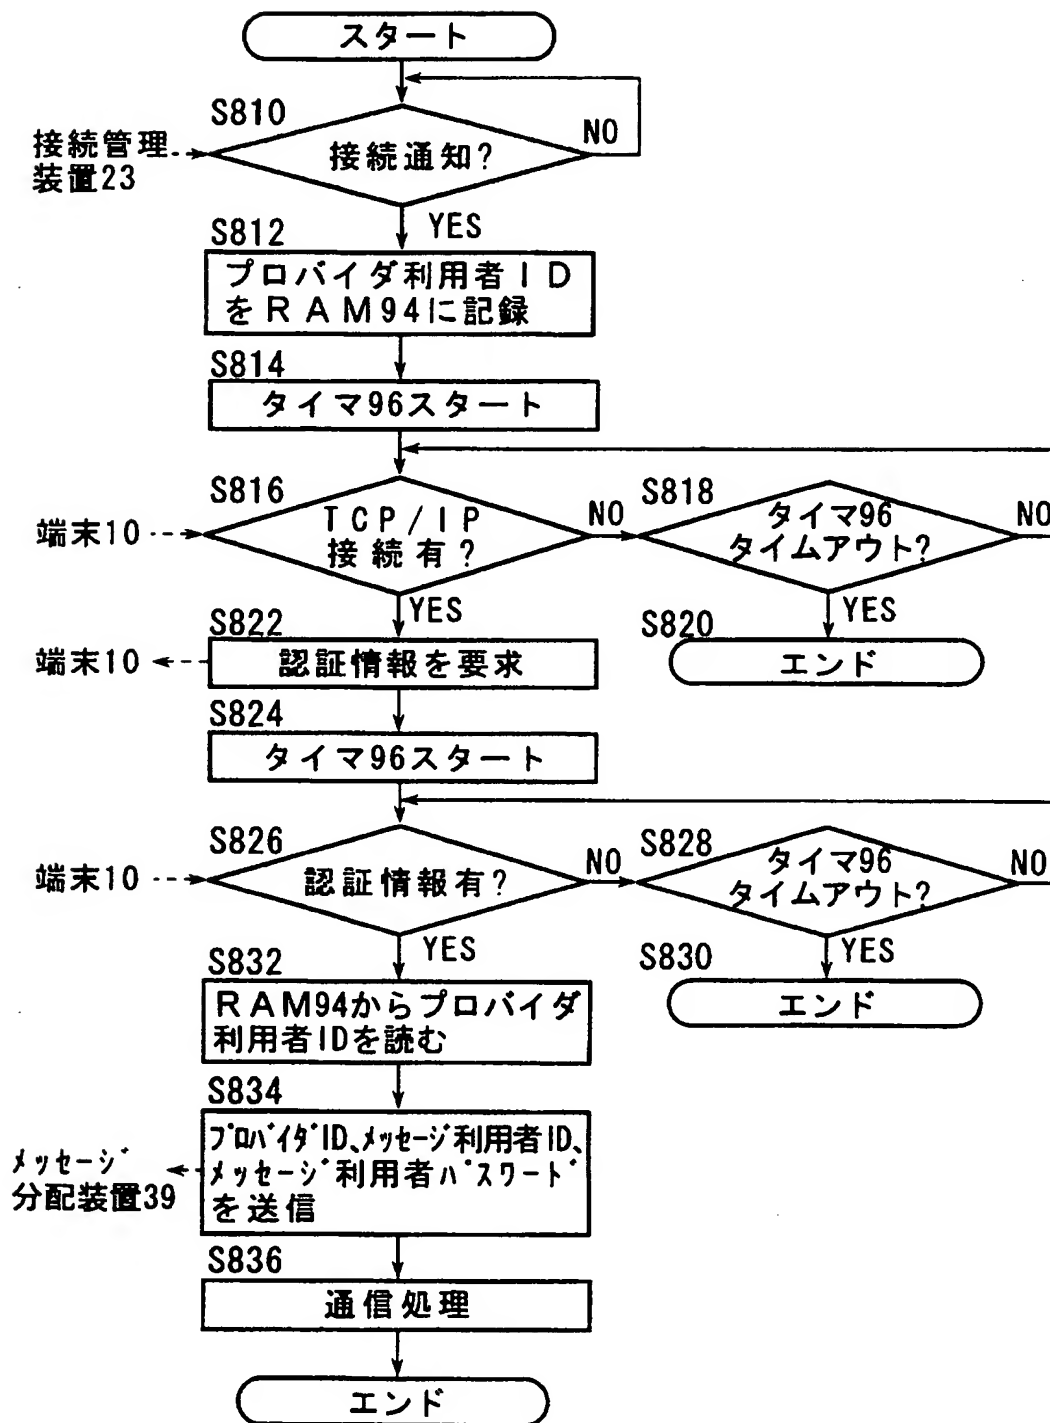 スタート
S810
接続通知?
NO
接続管理
装置23
YES
S812
プロバイダ利用者ID
をRAM94に記録
S814
タイマ96スタート
S816
TCP/IP
接続有?
端末10
NO
S818
タイマ96
タイムアウト?
NO
YES
YES
S820
エンド
S822
認証情報を要求
端末10
S824
タイマ96スタート
S826
認証情報有?
端末10
NO
S828
タイマ96
タイムアウト?
NO
YES
YES
S830
エンド
S832
RAM94からプロバイダ
利用者IDを読む
S834
プロバイダID、メッセージ利用者ID、
メッセージ利用者パスワード
を送信
メッセージ
分配装置39
S836
通信処理
エンド